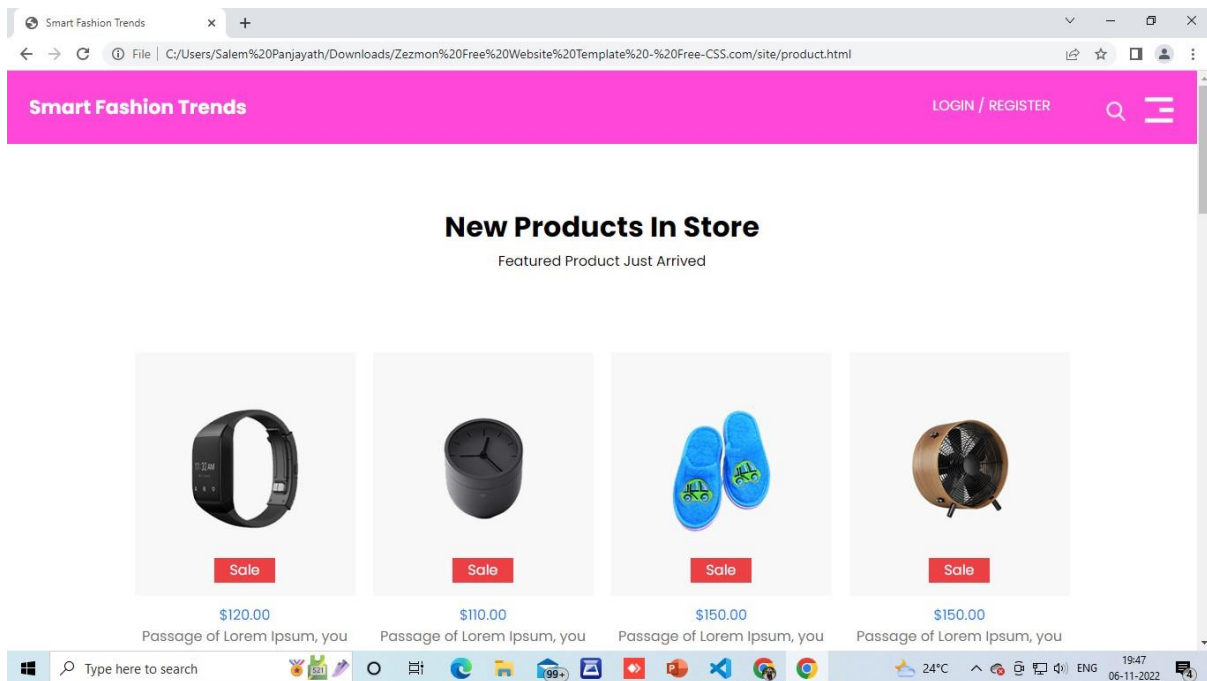 Smart Fashion Trends
File | C:/Users/Salem%20Panjayath/Downloads/Zezmon%20Free%20Website%20Template%20-%20Free-CSS.com/site/product.html
Smart Fashion Trends LOGIN / REGISTER
New Products In Store
Featured Product Just Arrived
Sale Sale Sale Sale
$120.00 $110.00 $150.00 $150.00
Passage of Lorem Ipsum, you Passage of Lorem Ipsum, you Passage of Lorem Ipsum, you Passage of Lorem Ipsum, you
Type here to search 521 99+ 24°C ENG 19:47
06-11-2022 4